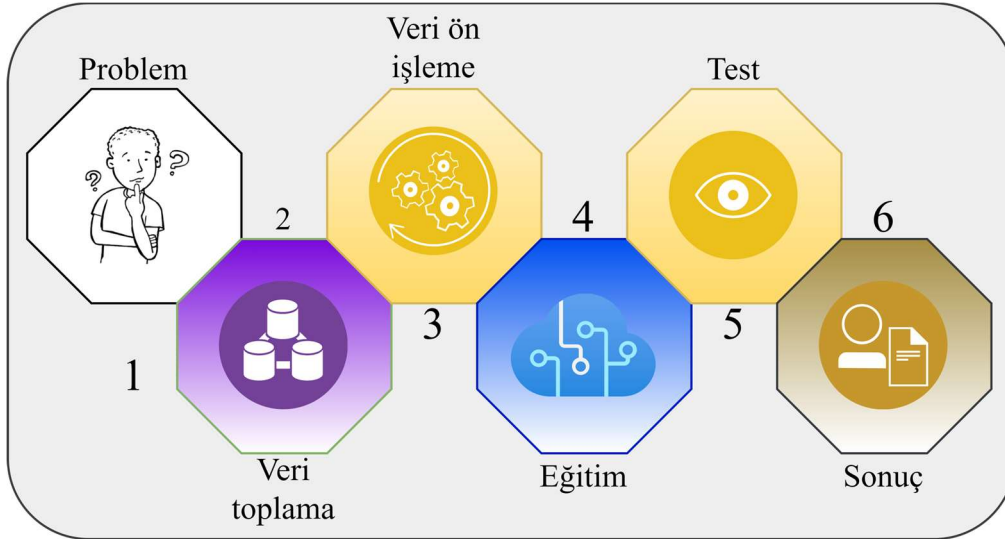 Problem
1
2
Veri
toplama
Veri ön
işleme
3
4
Eğitim
Test
5
6
Sonuç